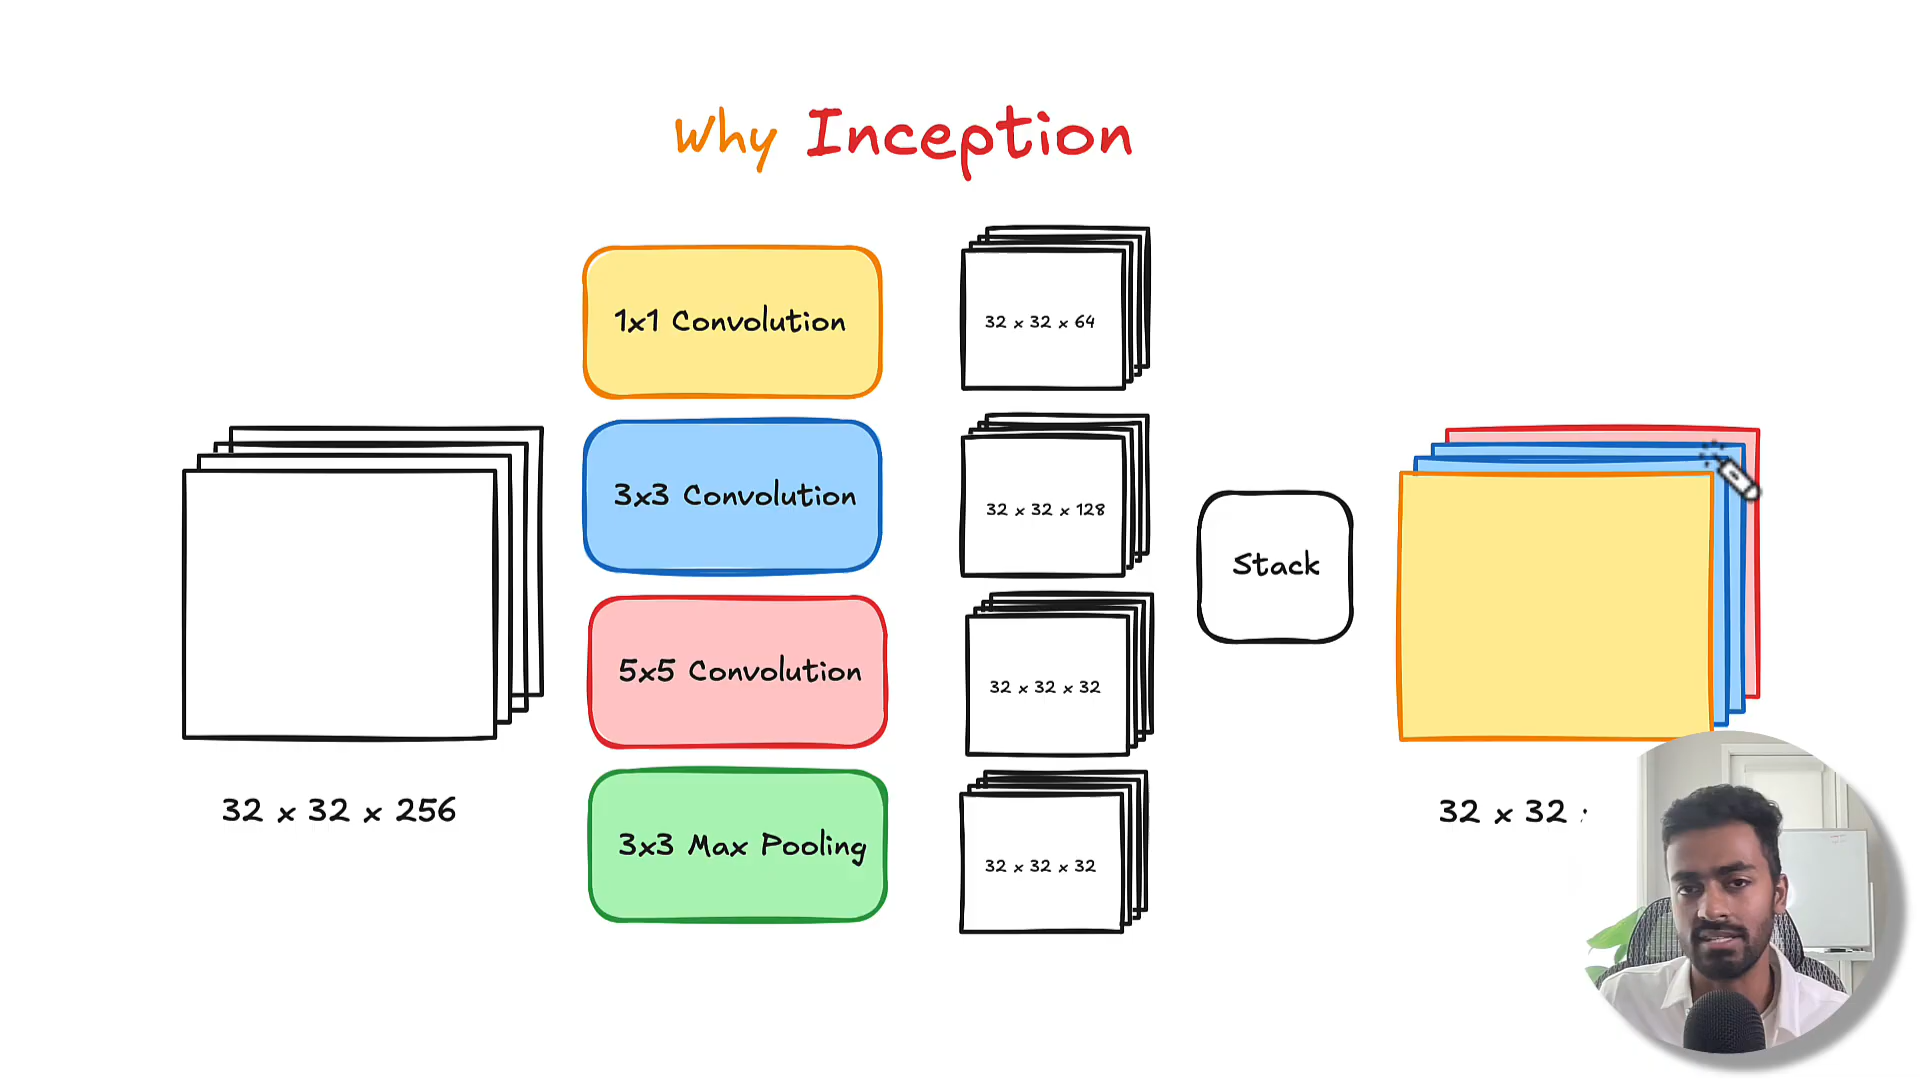 Why Inception
1x1 Convolution
32 x 32 x 64
3x3 Convolution
32 x 32 x 128
Stack
5x5 Convolution
32 x 32 x 32
32 x 32 x 256
3x3 Max Pooling
32 x 32 x 32
32 x 32